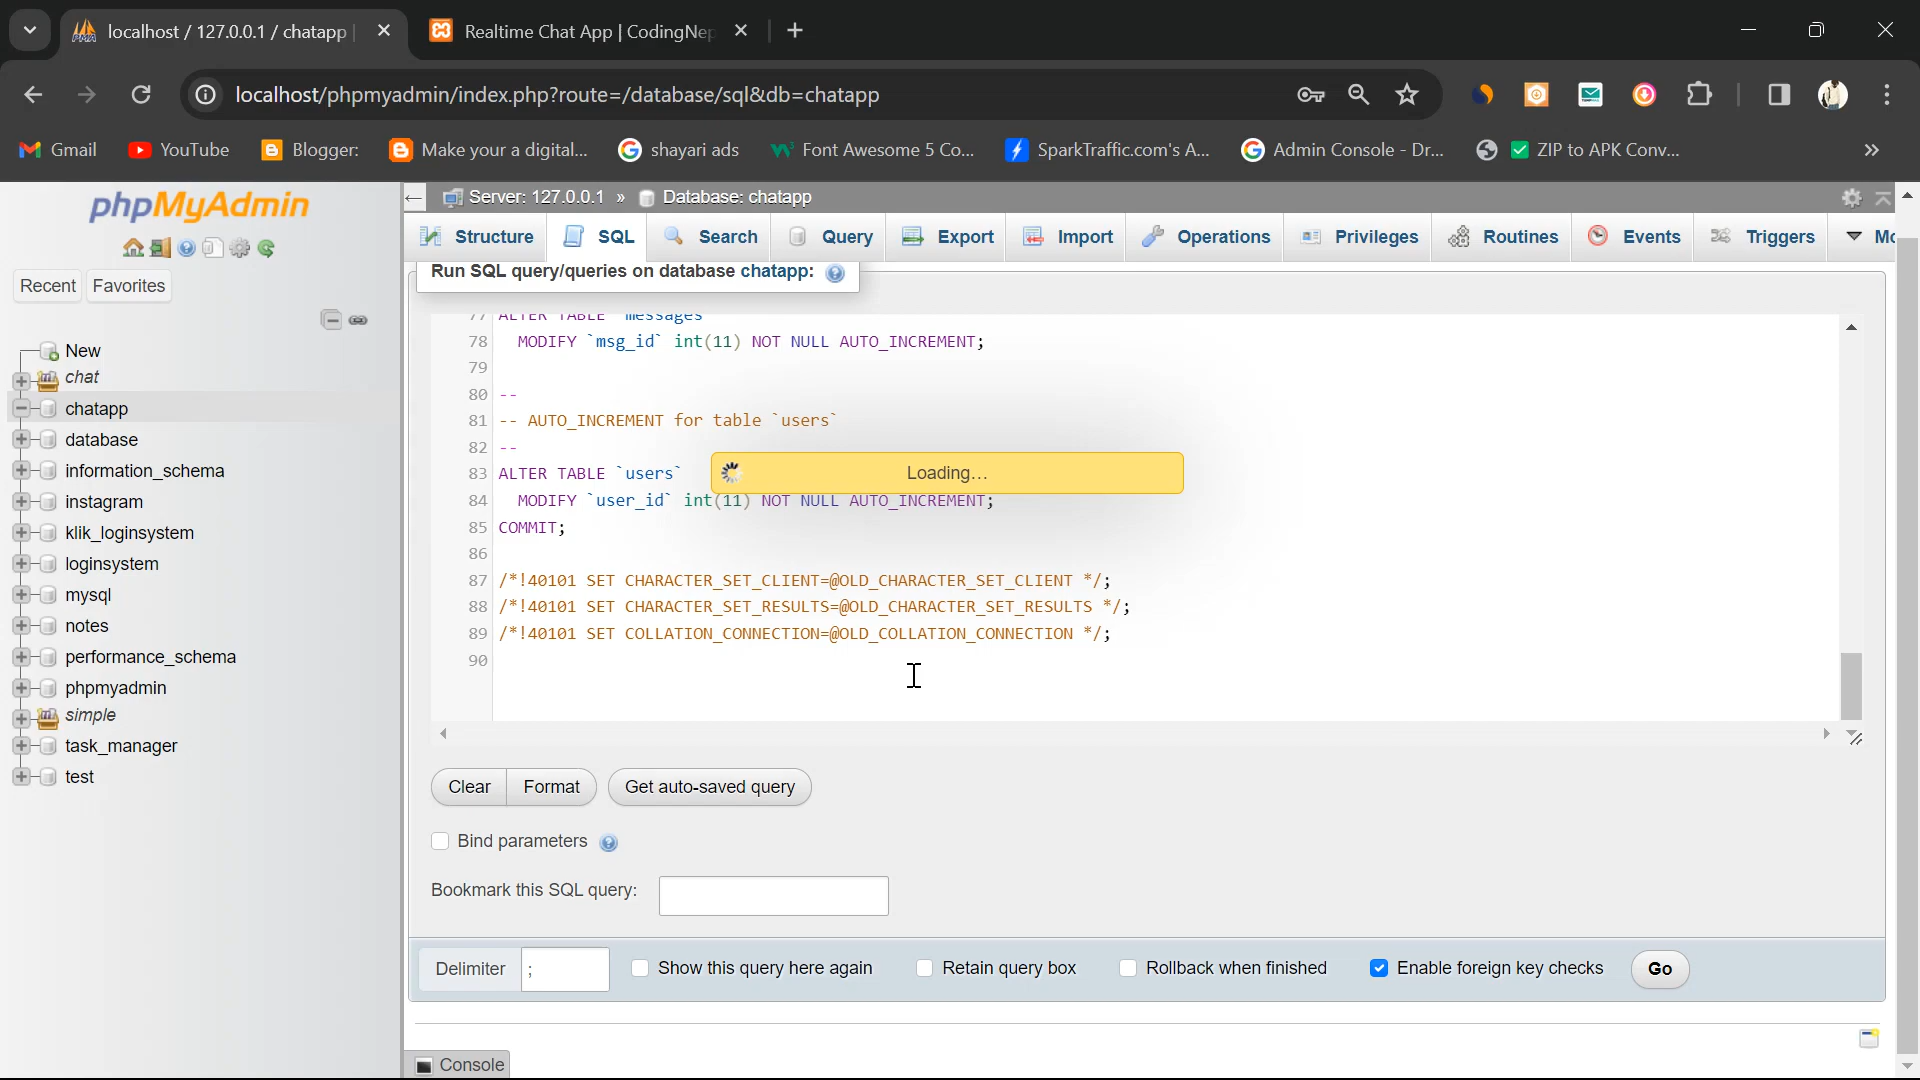 localhost / 127.0.0.1 / chatapp
Realtime Chat App | CodingNep
localhost/phpmyadmin/index.php?route=/database/sql&db=chatapp
Gmail
YouTube
Blogger:
Make your a digital...
shayari ads
Font Awesome 5 Co...
SparkTraffic.com's A...
Admin Console - Dr...
ZIP to APK Conv...
phpMyAdmin
Recent
Favorites
New
chat
chatapp
database
information_schema
instagram
klik_loginsystem
loginsystem
mysql
notes
performance_schema
phpmyadmin
simple
task_manager
test
Server: 127.0.0.1 » Database: chatapp
Structure
SQL
Search
Query
Export
Import
Operations
Privileges
Routines
Events
Triggers
Mo
Run SQL query/queries on database chatapp:
77 ALTER TABLE `messages`
78 MODIFY `msg_id` int(11) NOT NULL AUTO_INCREMENT;
79
80 --
81 -- AUTO_INCREMENT for table `users`
82 --
83 ALTER TABLE `users`
Loading...
84 MODIFY `user_id` int(11) NOT NULL AUTO_INCREMENT;
85 COMMIT;
86
87 /*!40101 SET CHARACTER_SET_CLIENT=@OLD_CHARACTER_SET_CLIENT */;
88 /*!40101 SET CHARACTER_SET_RESULTS=@OLD_CHARACTER_SET_RESULTS */;
89 /*!40101 SET COLLATION_CONNECTION=@OLD_COLLATION_CONNECTION */;
90
Clear
Format
Get auto-saved query
Bind parameters
Bookmark this SQL query:
Delimiter
;
Show this query here again
Retain query box
Rollback when finished
Enable foreign key checks
Go
Console